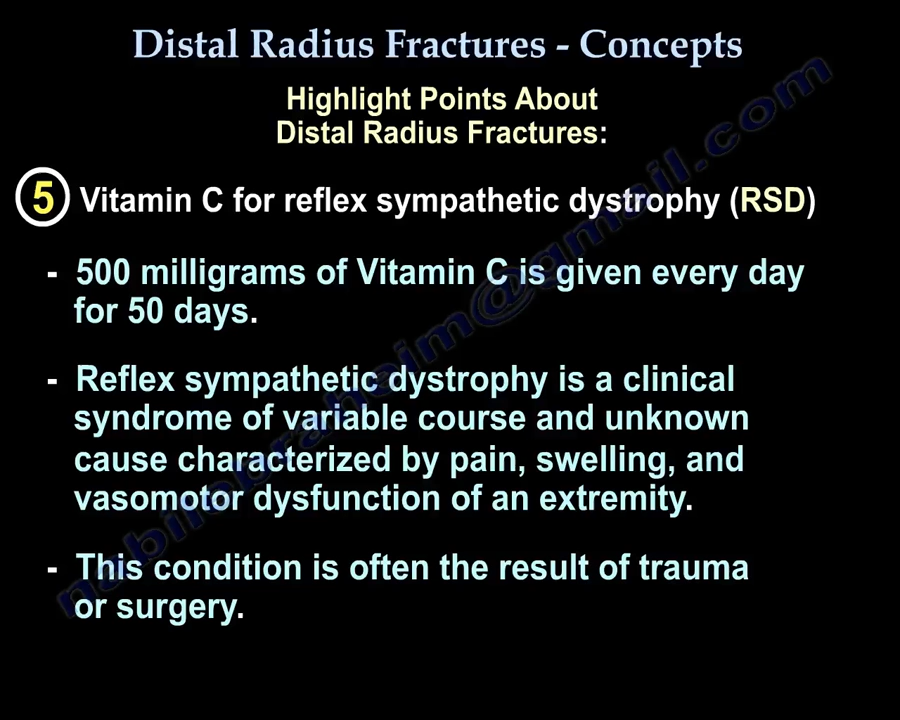 Distal Radius Fractures - Concepts
Highlight Points About
Distal Radius Fractures:
5 Vitamin C for reflex sympathetic dystrophy (RSD)
- 500 milligrams of Vitamin C is given every day
for 50 days.
- Reflex sympathetic dystrophy is a clinical
syndrome of variable course and unknown
cause characterized by pain, swelling, and
vasomotor dysfunction of an extremity.
- This condition is often the result of trauma
or surgery.
nabilebraheim@gmail.com